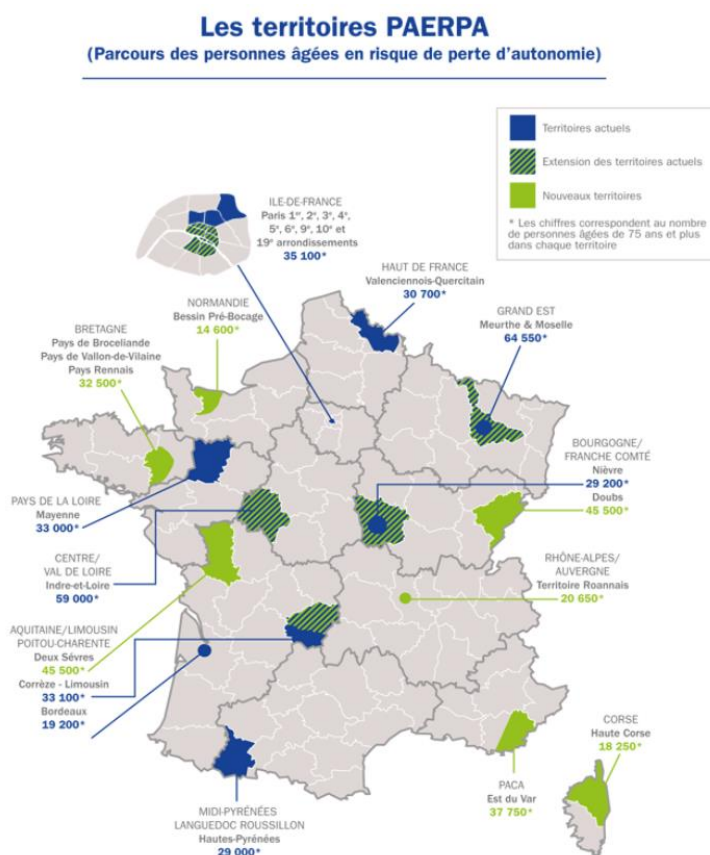 Les territoires PAERPA
(Parcours des personnes âgées en risque de perte d'autonomie)
Territoires actuels
Extension des territoires actuels
Nouveaux territoires
* Les chiffres correspondent au nombre
de personnes âgées de 75 ans et plus
dans chaque territoire
ILE-DE-FRANCE
Paris 1er, 2e, 3e, 4e,
5e, 6e, 9e, 10e et
19e arrondissements
35 100*
HAUT DE FRANCE
Valenciennois-Quercitain
30 700*
GRAND EST
Meurthe & Moselle
64 550*
NORMANDIE
Bessin Pré-Bocage
14 600*
BRETAGNE
Pays de Broceliande
Pays de Vallon-de-Vilaine
Pays Rennais
32 500*
BOURGOGNE/
FRANCHE COMTÉ
Nièvre
29 200*
Doubs
45 500*
PAYS DE LA LOIRE
Mayenne
33 000*
CENTRE/
VAL DE LOIRE
Indre-et-Loire
59 000*
RHÔNE-ALPES/
AUVERGNE
Territoire Roannais
20 650*
AQUITAINE/LIMOUSIN
POITOU-CHARENTE
Deux Sévres
45 500*
Corrèze - Limousin
33 100*
Bordeaux
19 200*
CORSE
Haute Corse
18 250*
PACA
Est du Var
37 750*
MIDI-PYRÉNÉES
LANGUEDOC ROUSSILLON
Hautes-Pyrénées
29 000*